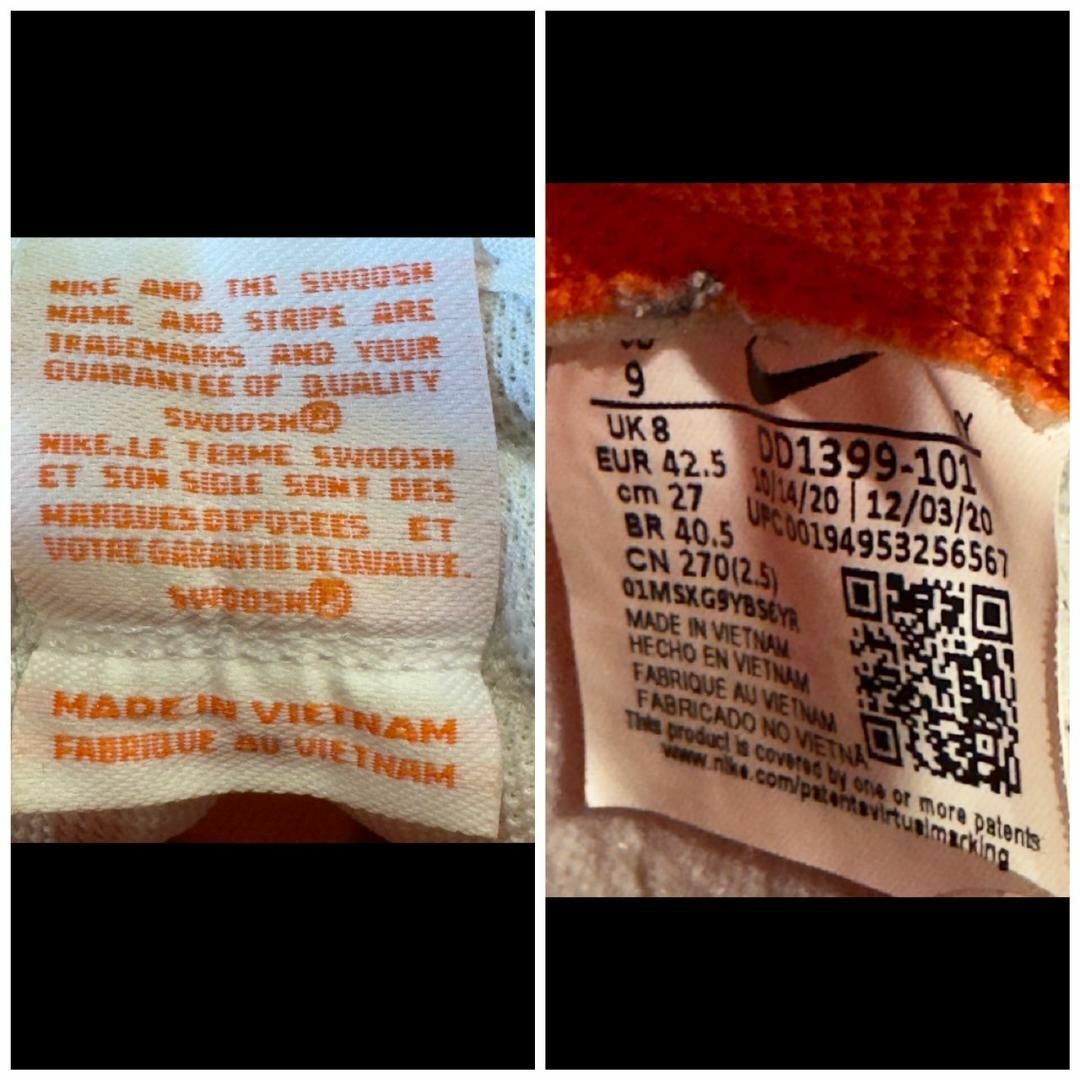 NIKE AND THE SWOOSH
NAME AND STRIPE ARE
TRADEMARKS AND YOUR
GUARANTEE OF QUALITY
SWOOSH®
NIKE-LE TERME SWOOSH
ET SON SIGLE SONT DES
MARQUES DEPOSEES ET
VOTRE GARANTIE DE QUALITE.
SWOOSH®
MADE IN VIETNAM
FABRIQUE AU VIETNAM
9
Y
UK 8
EUR 42.5
cm 27
BR 40.5
CN 270(2.5)
DD1399-101
10/14/20 | 12/03/20
UPC00194953256567
01MSXG9YBS6YR
MADE IN VIETNAM
HECHO EN VIETNAM
FABRIQUE AU VIETNAM
FABRICADO NO VIETNA
This product is covered by one or more patents
www.nike.com/patentsvirtualmarking